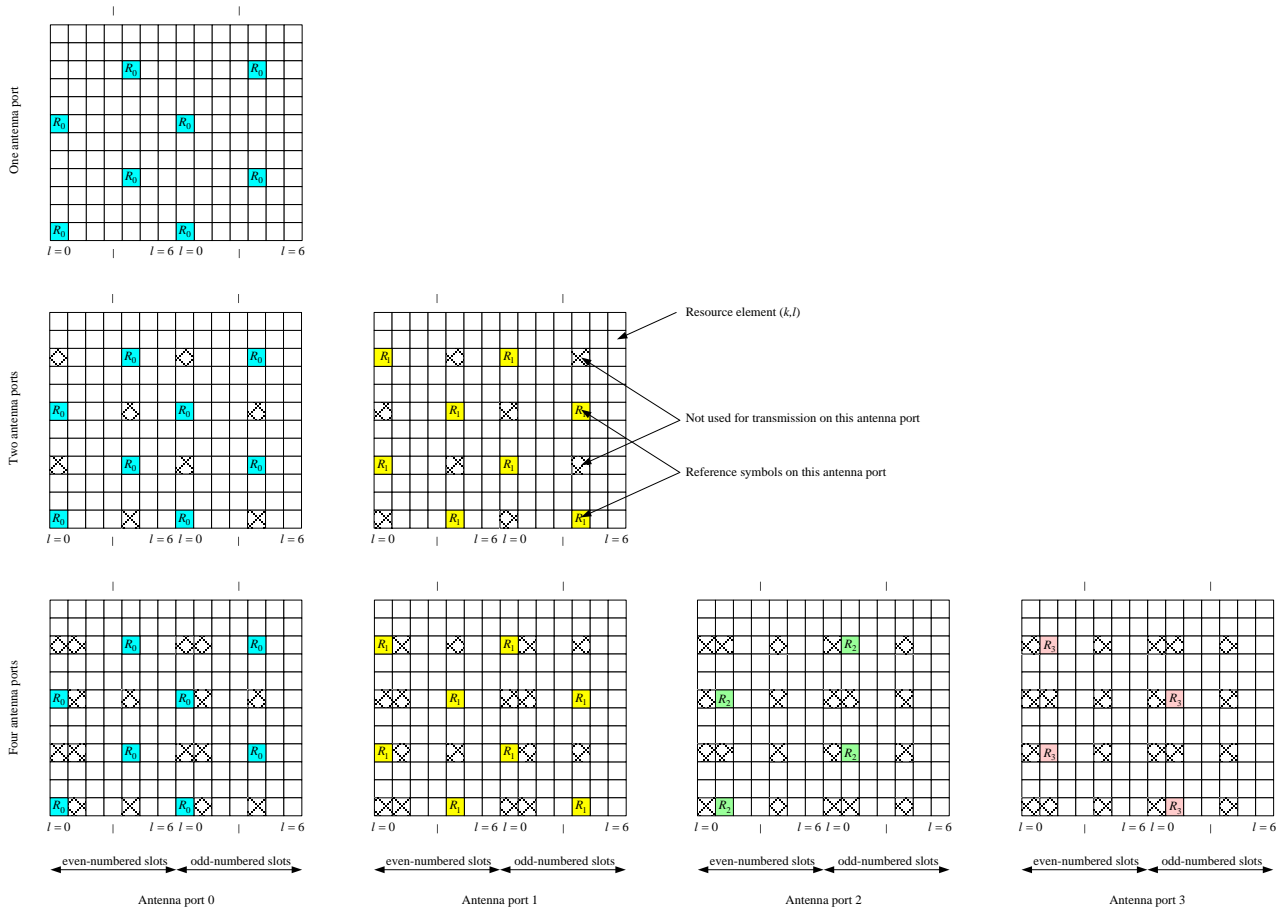 One antenna port
R0 R0
R0 R0
R0 R0
R0 R0
l = 0 l = 6 l = 0 l = 6
Two antenna ports
Resource element (k,l)
R0 R0 R1 R1
R0 R0 R1 R1
Not used for transmission on this antenna port
R0 R0 R1 R1
Reference symbols on this antenna port
R0 R0 R1 R1
l = 0 l = 6 l = 0 l = 6 l = 0 l = 6 l = 0 l = 6
Four antenna ports
R0 R0 R1 R1 R2 R3
R0 R0 R1 R1 R2 R3
R0 R0 R1 R1 R2 R3
R0 R0 R1 R1 R2 R3
l = 0 l = 6 l = 0 l = 6 l = 0 l = 6 l = 0 l = 6 l = 0 l = 6 l = 0 l = 6 l = 0 l = 6 l = 0 l = 6
even-numbered slots odd-numbered slots even-numbered slots odd-numbered slots even-numbered slots odd-numbered slots even-numbered slots odd-numbered slots
Antenna port 0 Antenna port 1 Antenna port 2 Antenna port 3